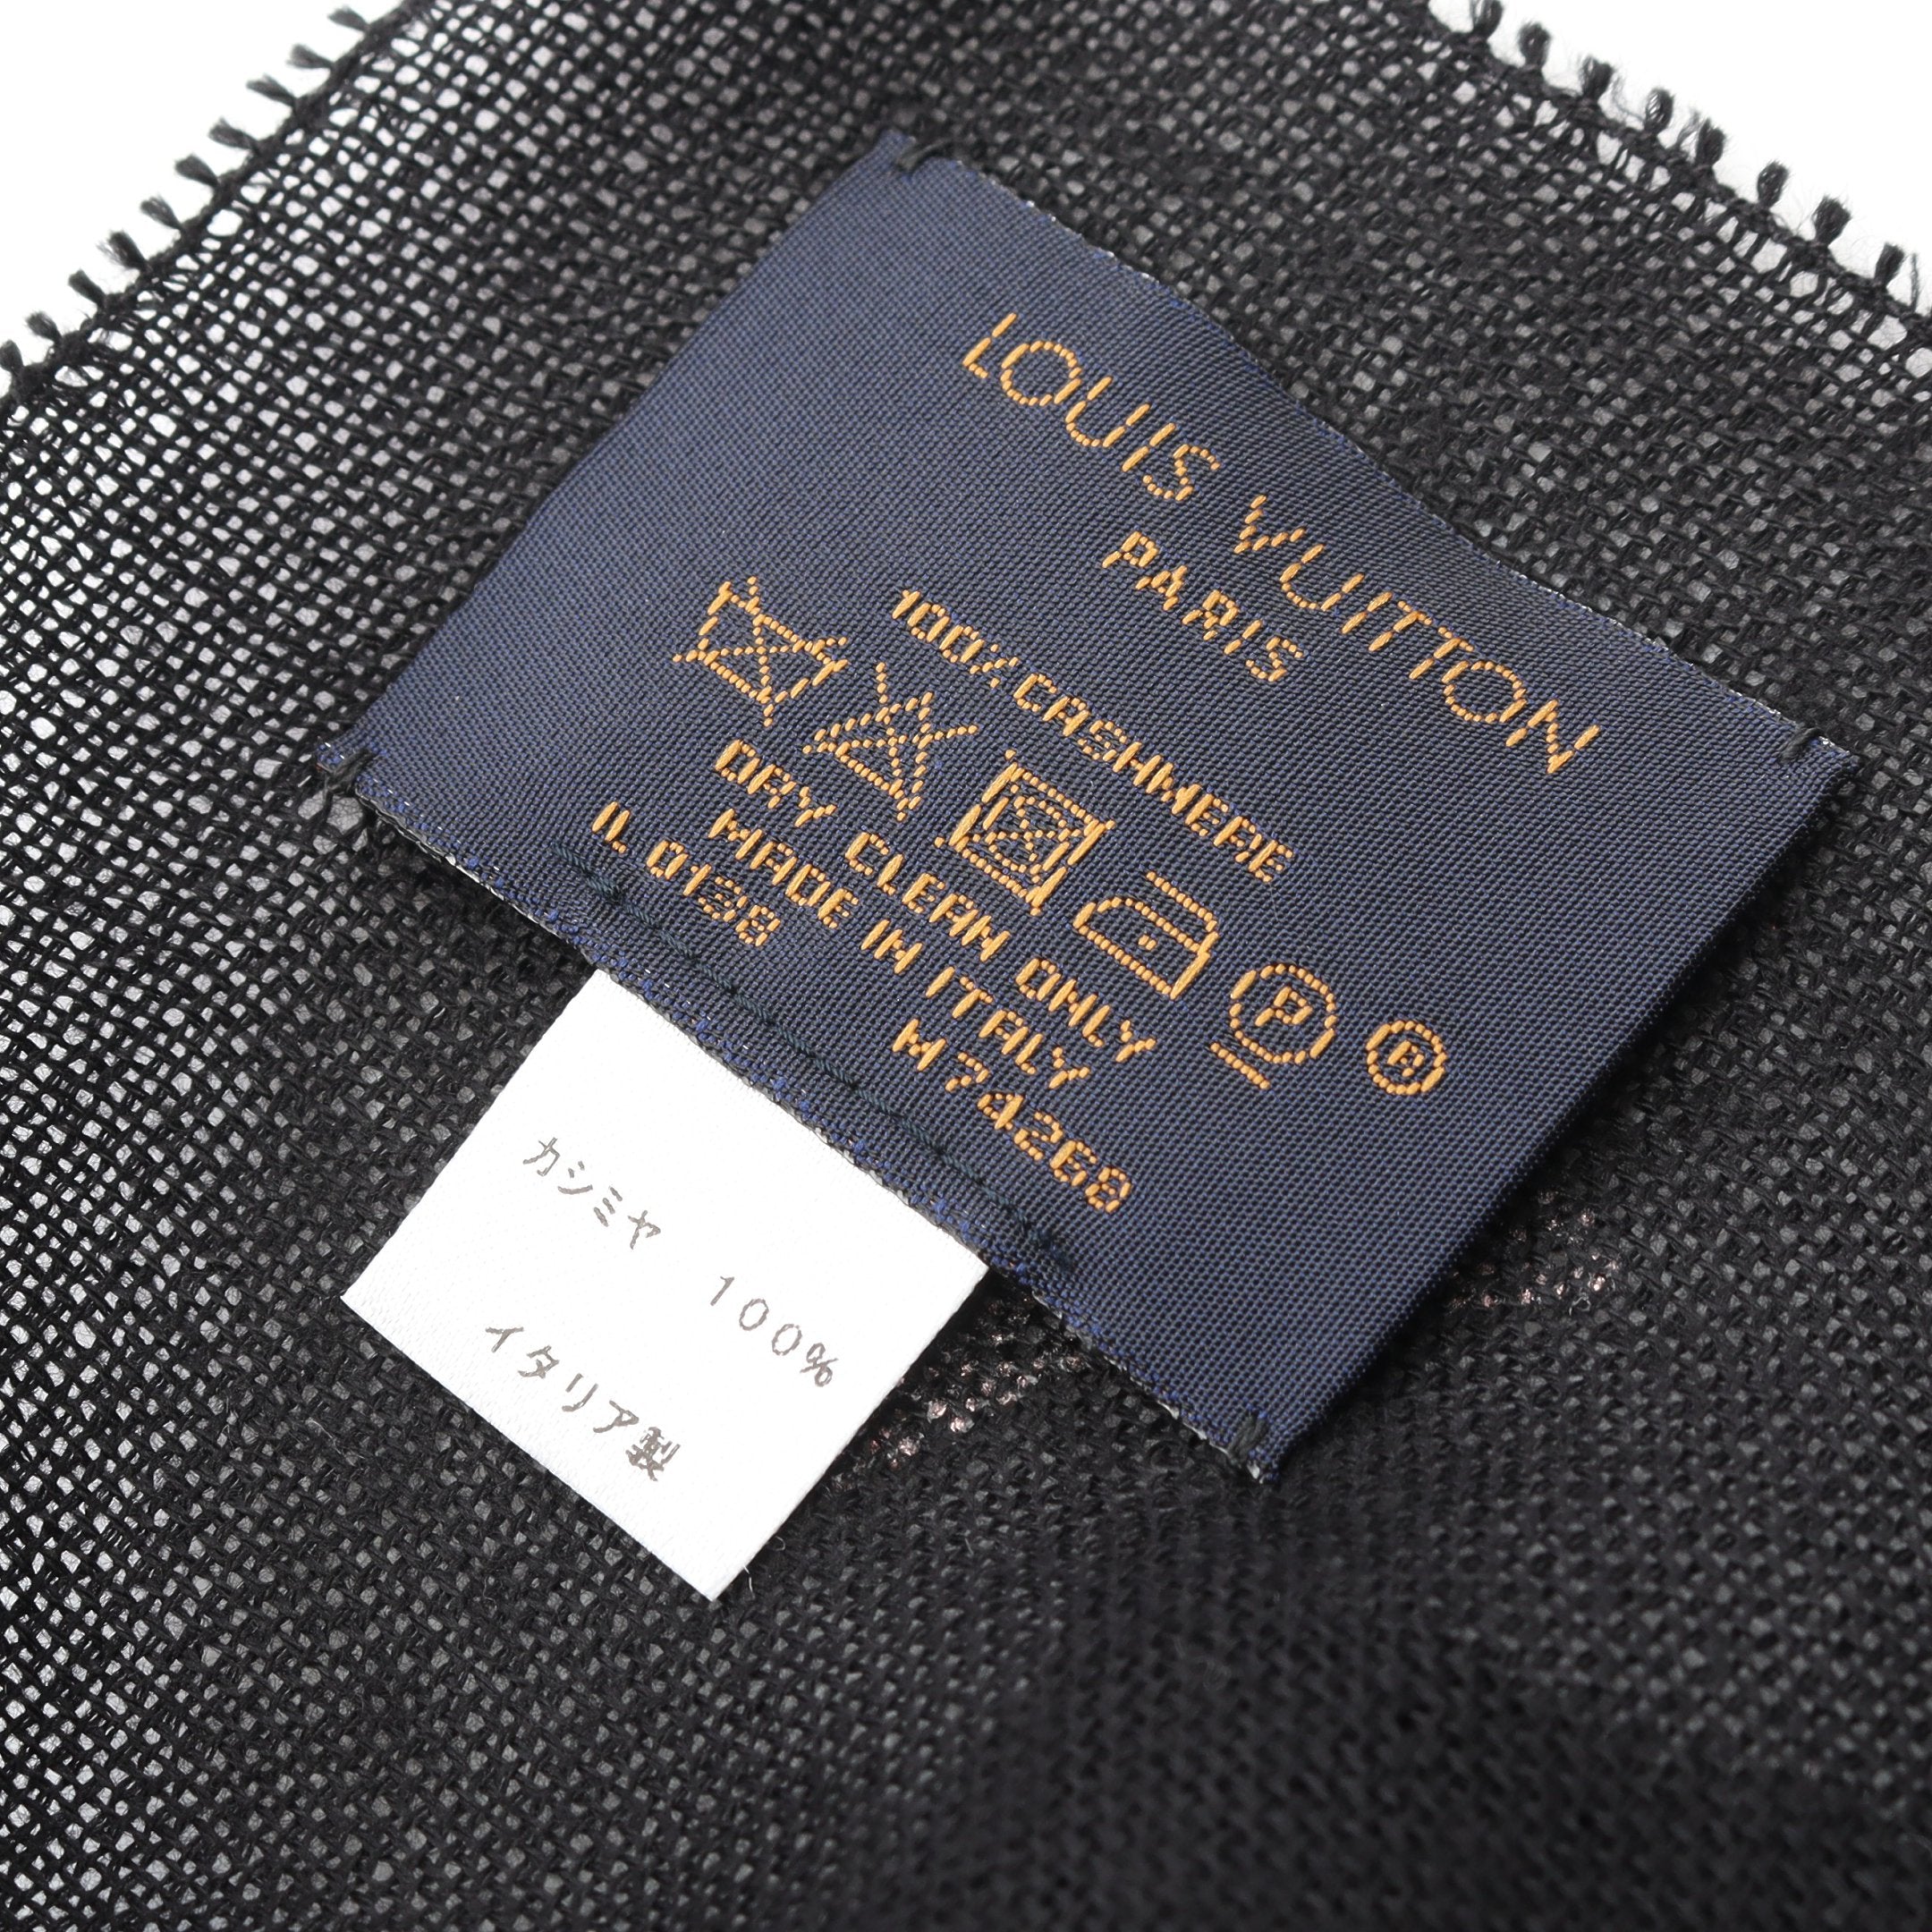 LOUIS VUITTON
PARIS
100% CASHMERE
P
®
DRY CLEAN ONLY
MADE IN ITALY
IL 0138 M74268
カシミヤ 100%
イタリア製